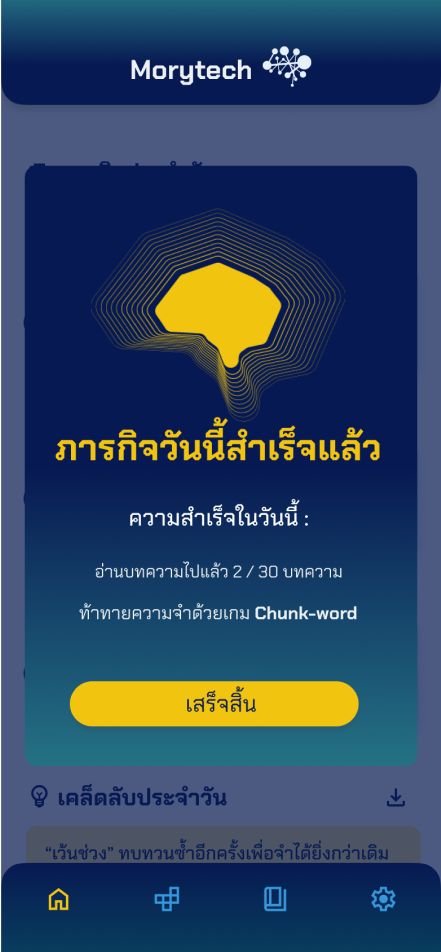 Morytech
ภารกิจวันนี้สำเร็จแล้ว
ความสำเร็จในวันนี้ :
อ่านบทความไปแล้ว 2 / 30 บทความ
ท้าทายความจำด้วยเกม Chunk-word
เสร็จสิ้น
เคล็ดลับประจำวัน
“เว้นช่วง” ทบทวนซ้ำอีกครั้งเพื่อจำได้ยิ่งกว่าเดิม